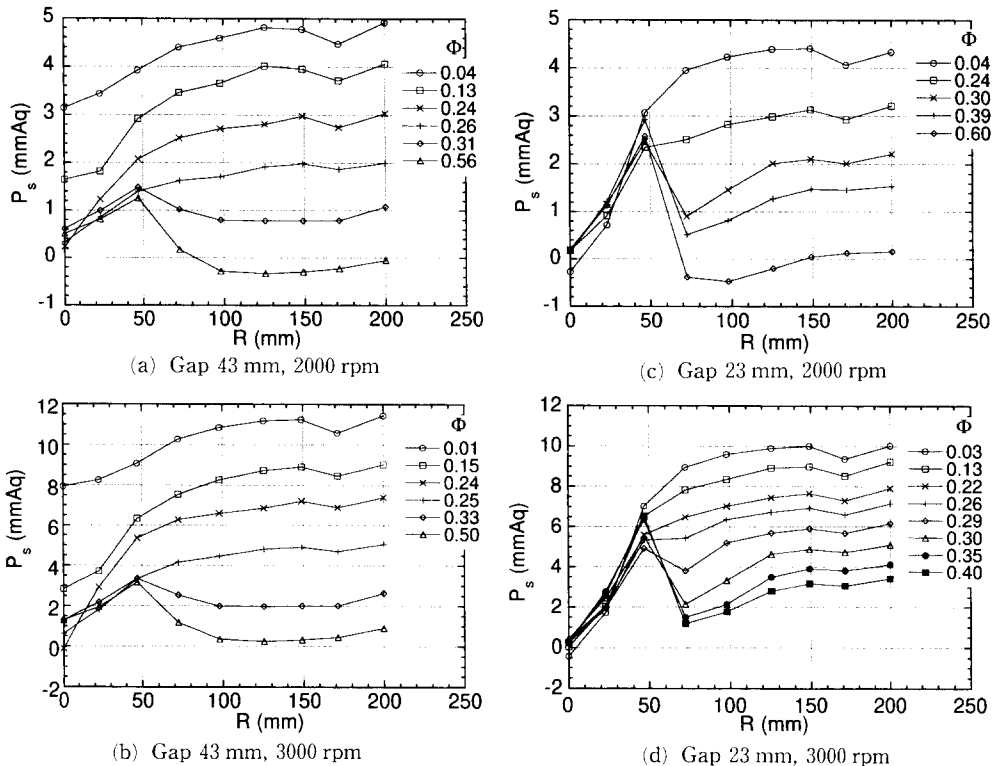 5
4
3
2
1
0
-1
P_s (mmAq)
0 50 100 150 200 250
R (mm)
Φ
0.04
0.13
0.24
0.26
0.31
0.56
(a) Gap 43 mm, 2000 rpm
5
4
3
2
1
0
-1
P_s (mmAq)
0 50 100 150 200 250
R (mm)
Φ
0.04
0.24
0.30
0.39
0.60
(c) Gap 23 mm, 2000 rpm
12
10
8
6
4
2
0
-2
P_s (mmAq)
0 50 100 150 200 250
R (mm)
Φ
0.01
0.15
0.24
0.25
0.33
0.50
(b) Gap 43 mm, 3000 rpm
12
10
8
6
4
2
0
-2
P_s (mmAq)
0 50 100 150 200 250
R (mm)
Φ
0.03
0.13
0.22
0.26
0.29
0.30
0.35
0.40
(d) Gap 23 mm, 3000 rpm